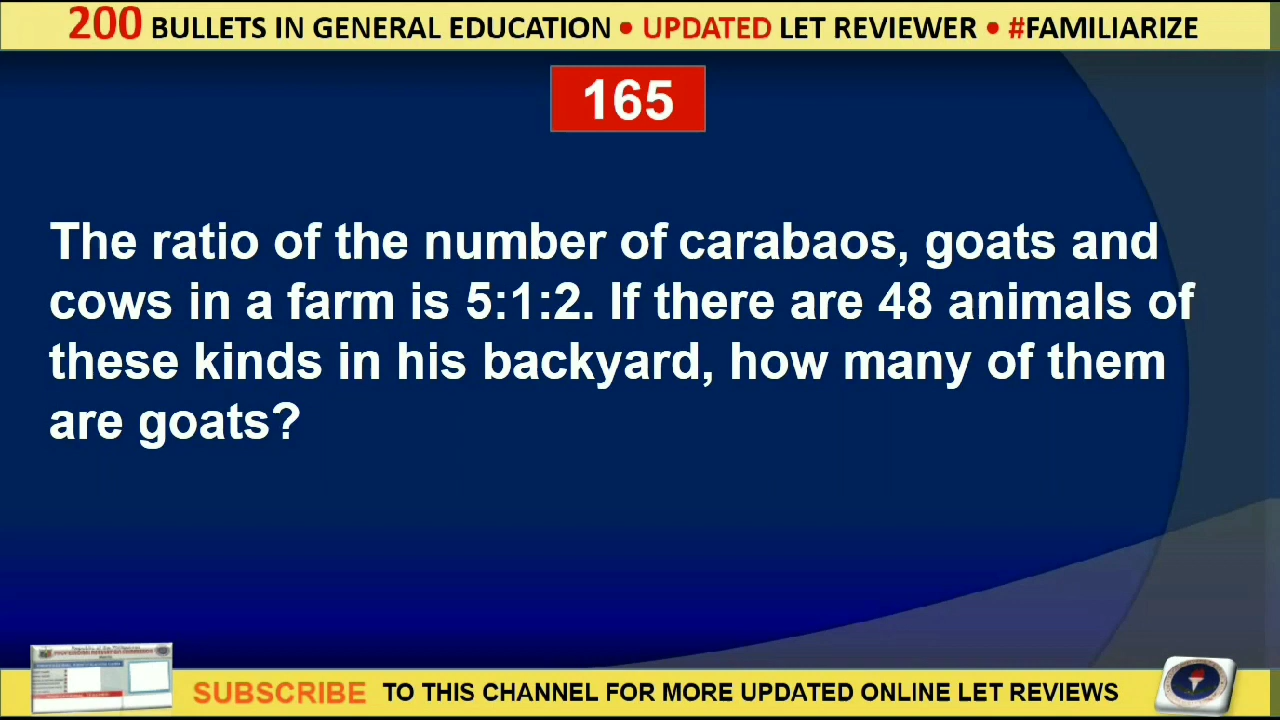 200 BULLETS IN GENERAL EDUCATION • UPDATED LET REVIEWER • #FAMILIARIZE
165
The ratio of the number of carabaos, goats and
cows in a farm is 5:1:2. If there are 48 animals of
these kinds in his backyard, how many of them
are goats?
SUBSCRIBE TO THIS CHANNEL FOR MORE UPDATED ONLINE LET REVIEWS